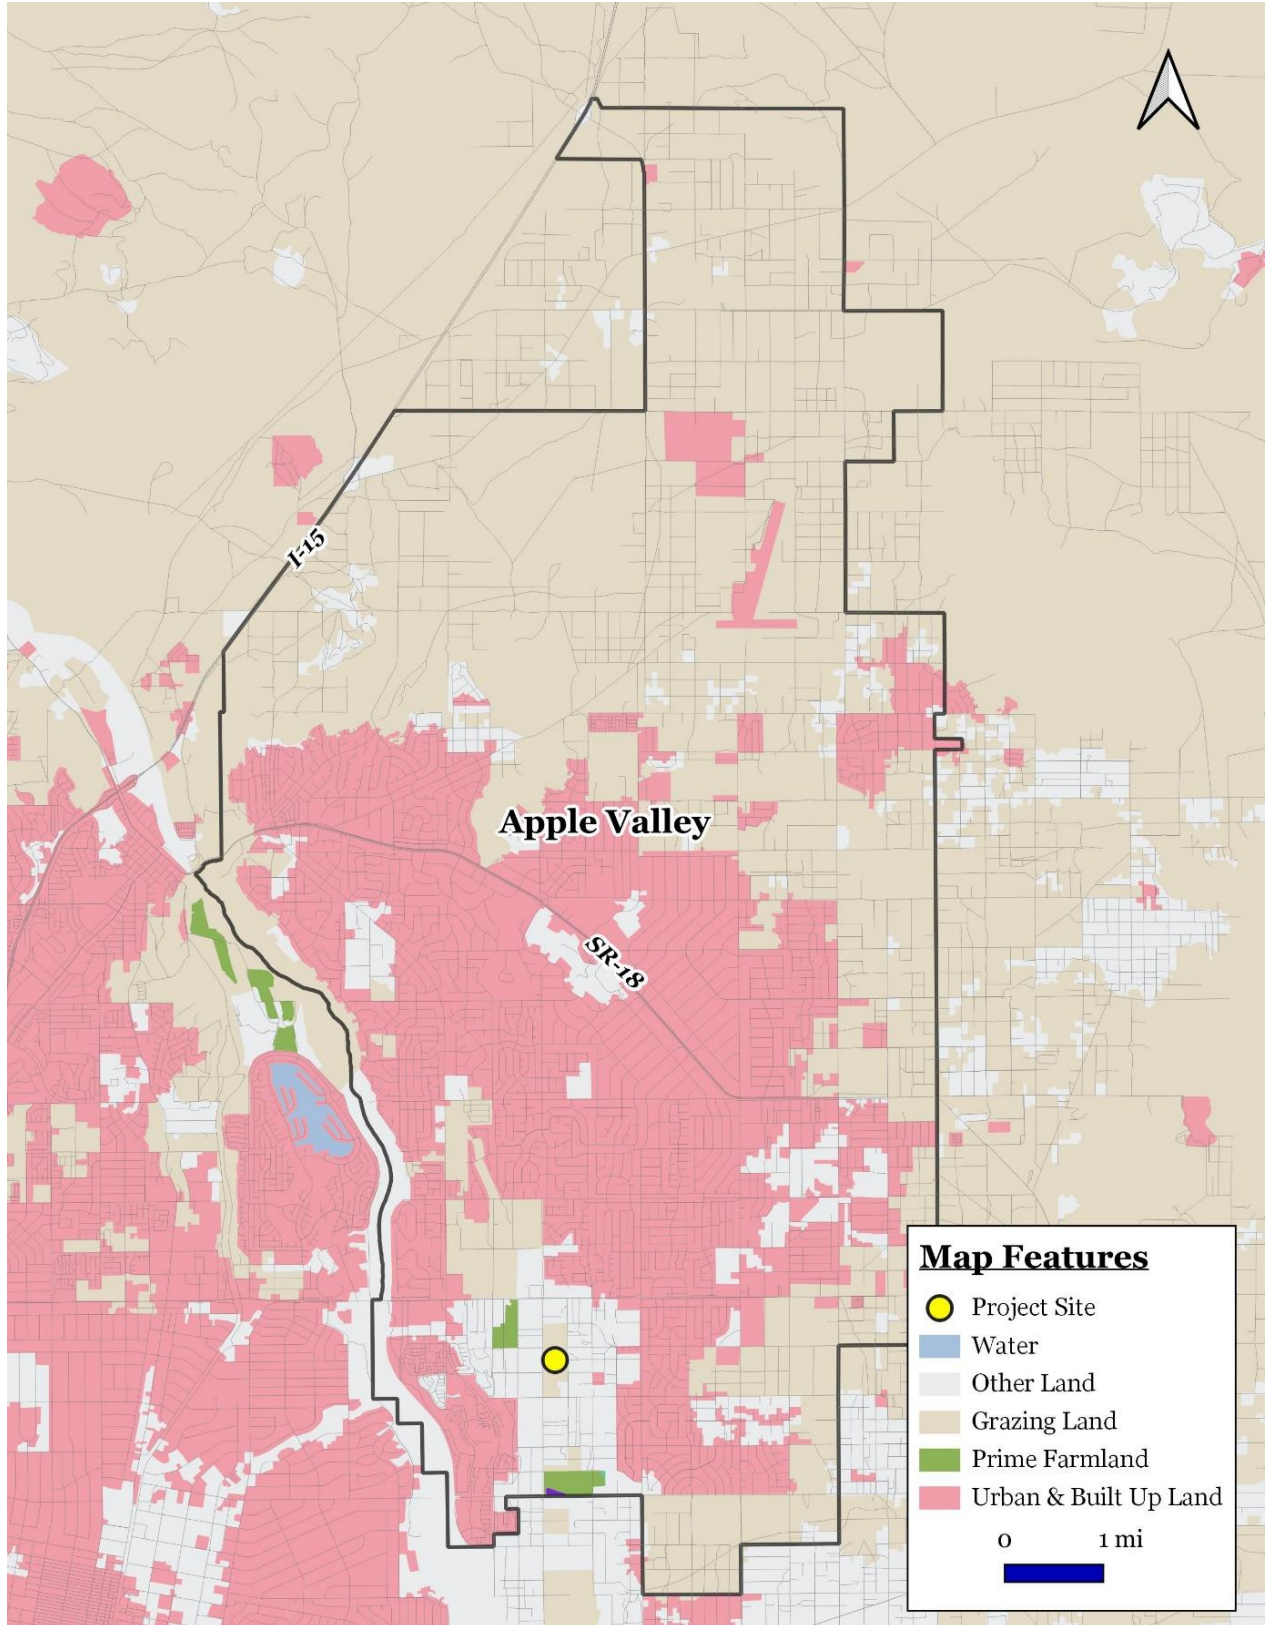 I-15
Apple Valley
SR-18
Map Features
Project Site
Water
Other Land
Grazing Land
Prime Farmland
Urban & Built Up Land
0 1 mi